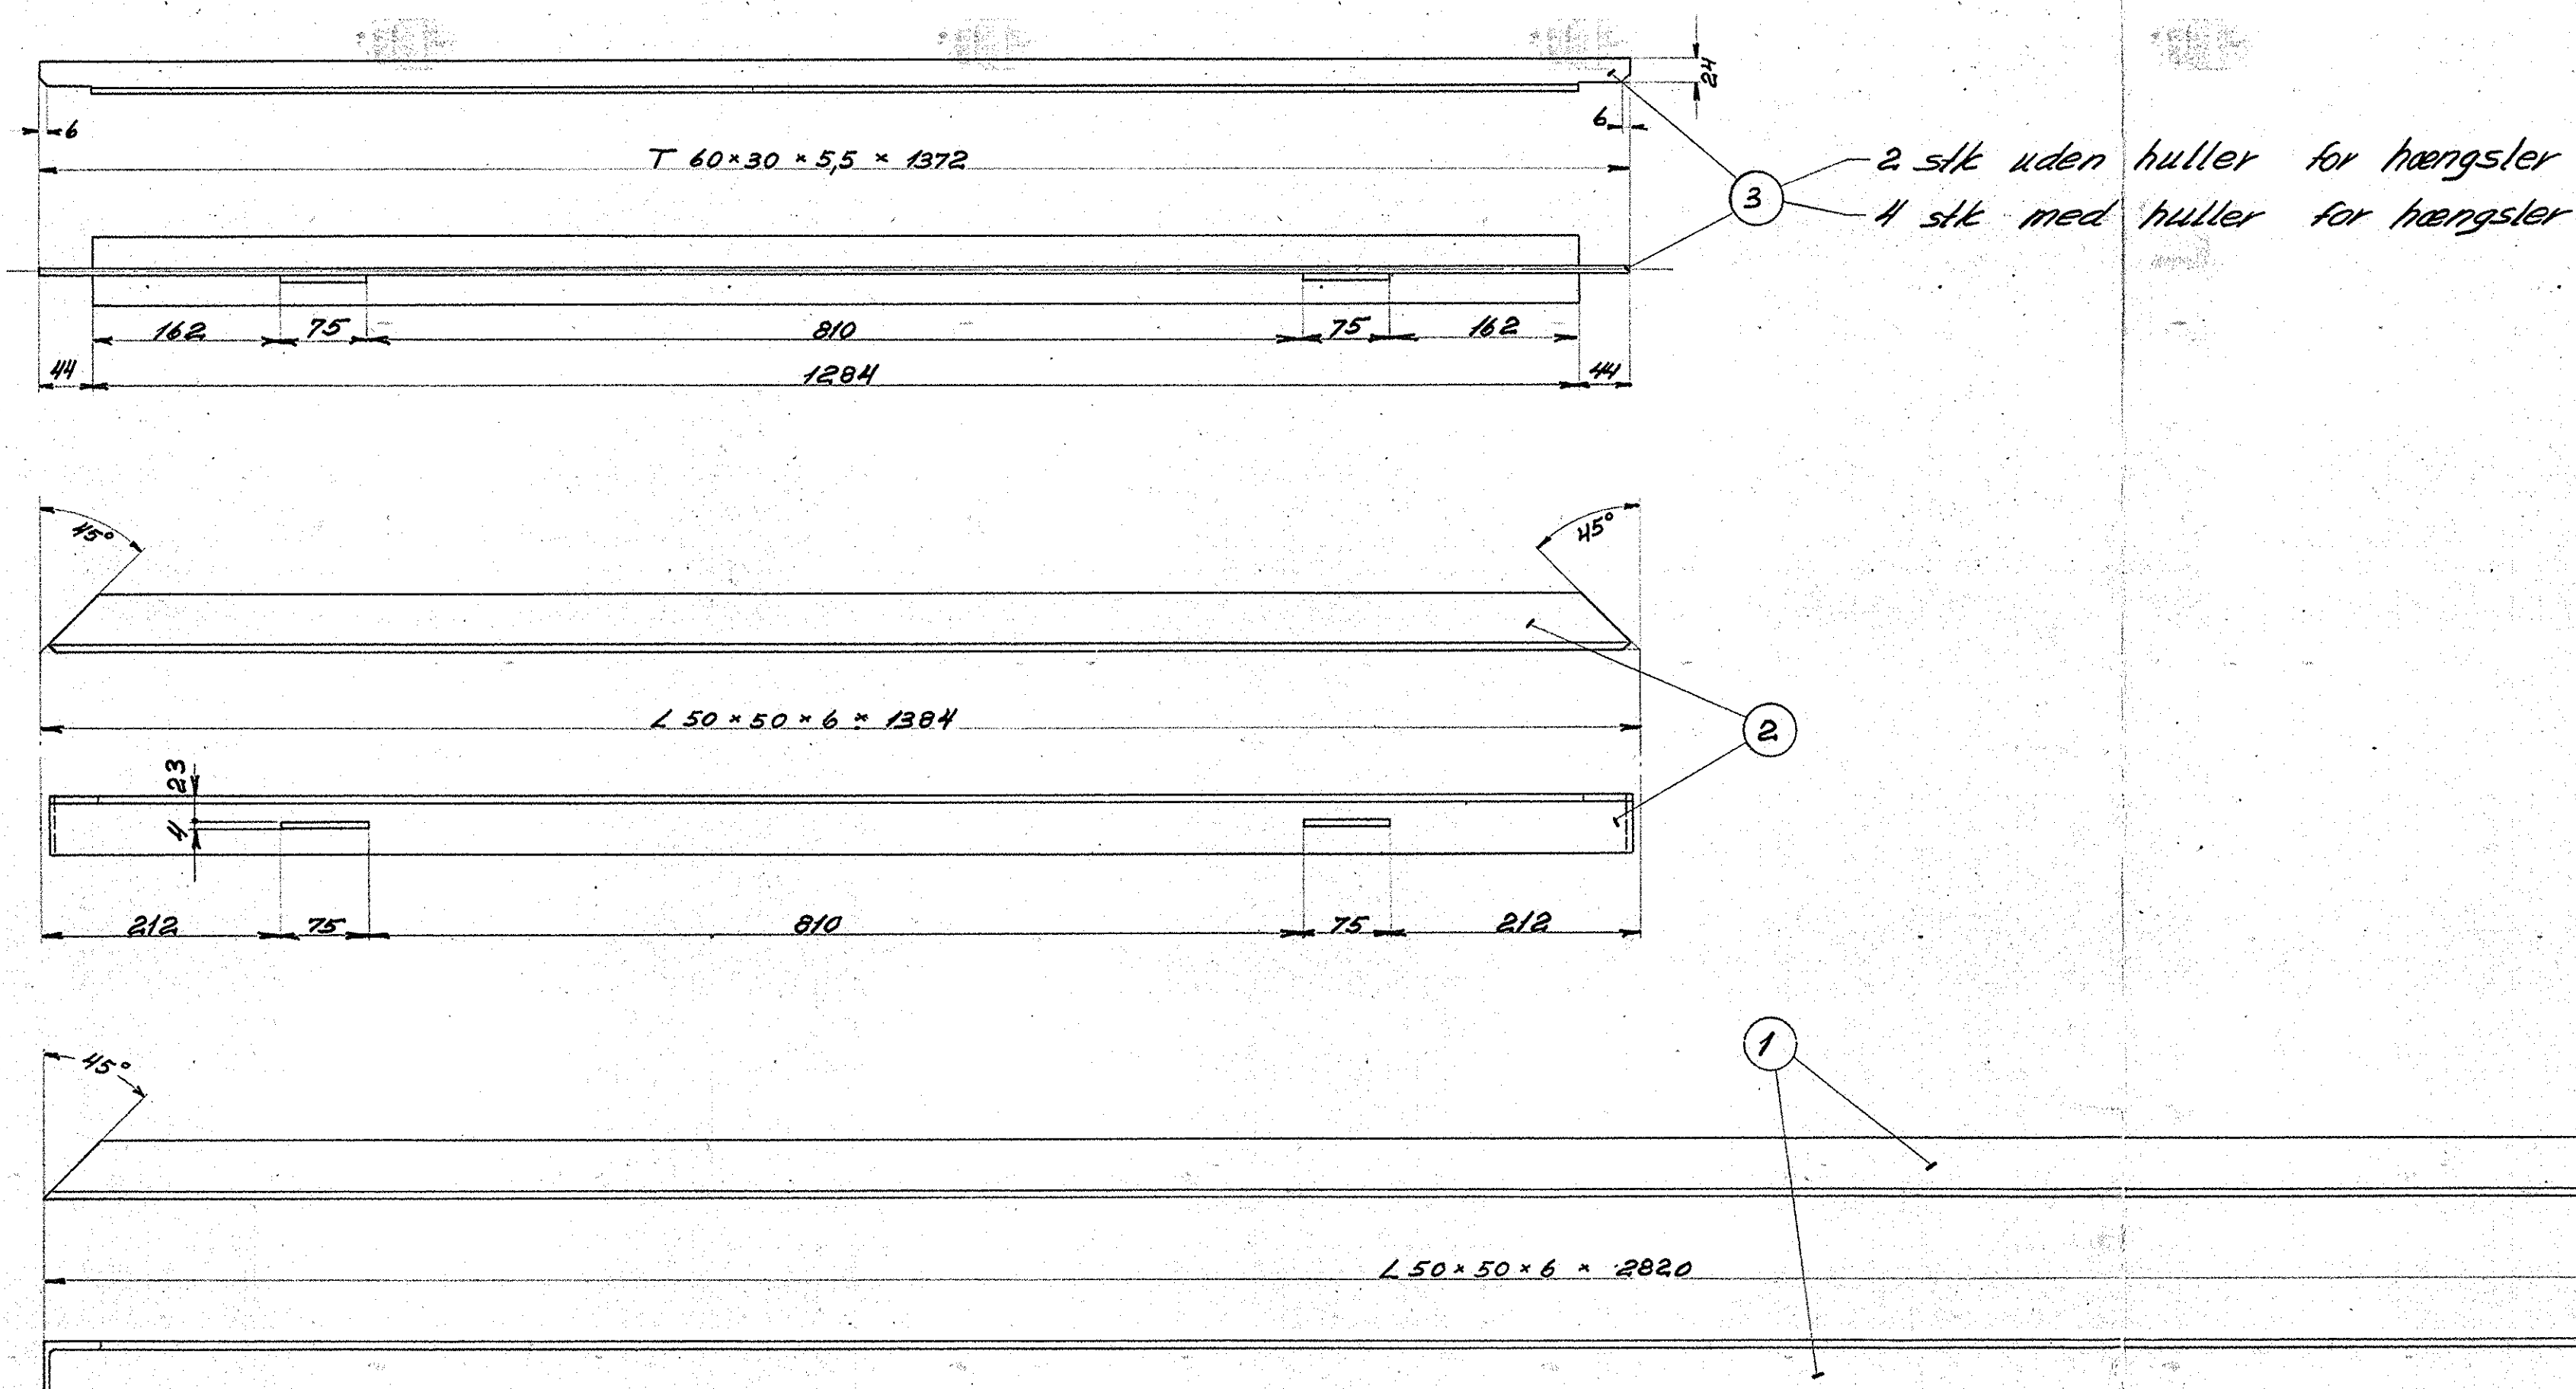 24
6
6
T 60×30 × 5,5 × 1372
3
2 stk uden huller for hængsler
4 stk med huller for hængsler
162 75 810 75 162
44 1284 44
45° 45°
L 50 × 50 × 6 × 1384
2
23
4
212 75 810 75 212
1
45°
L 50 × 50 × 6 × 2820